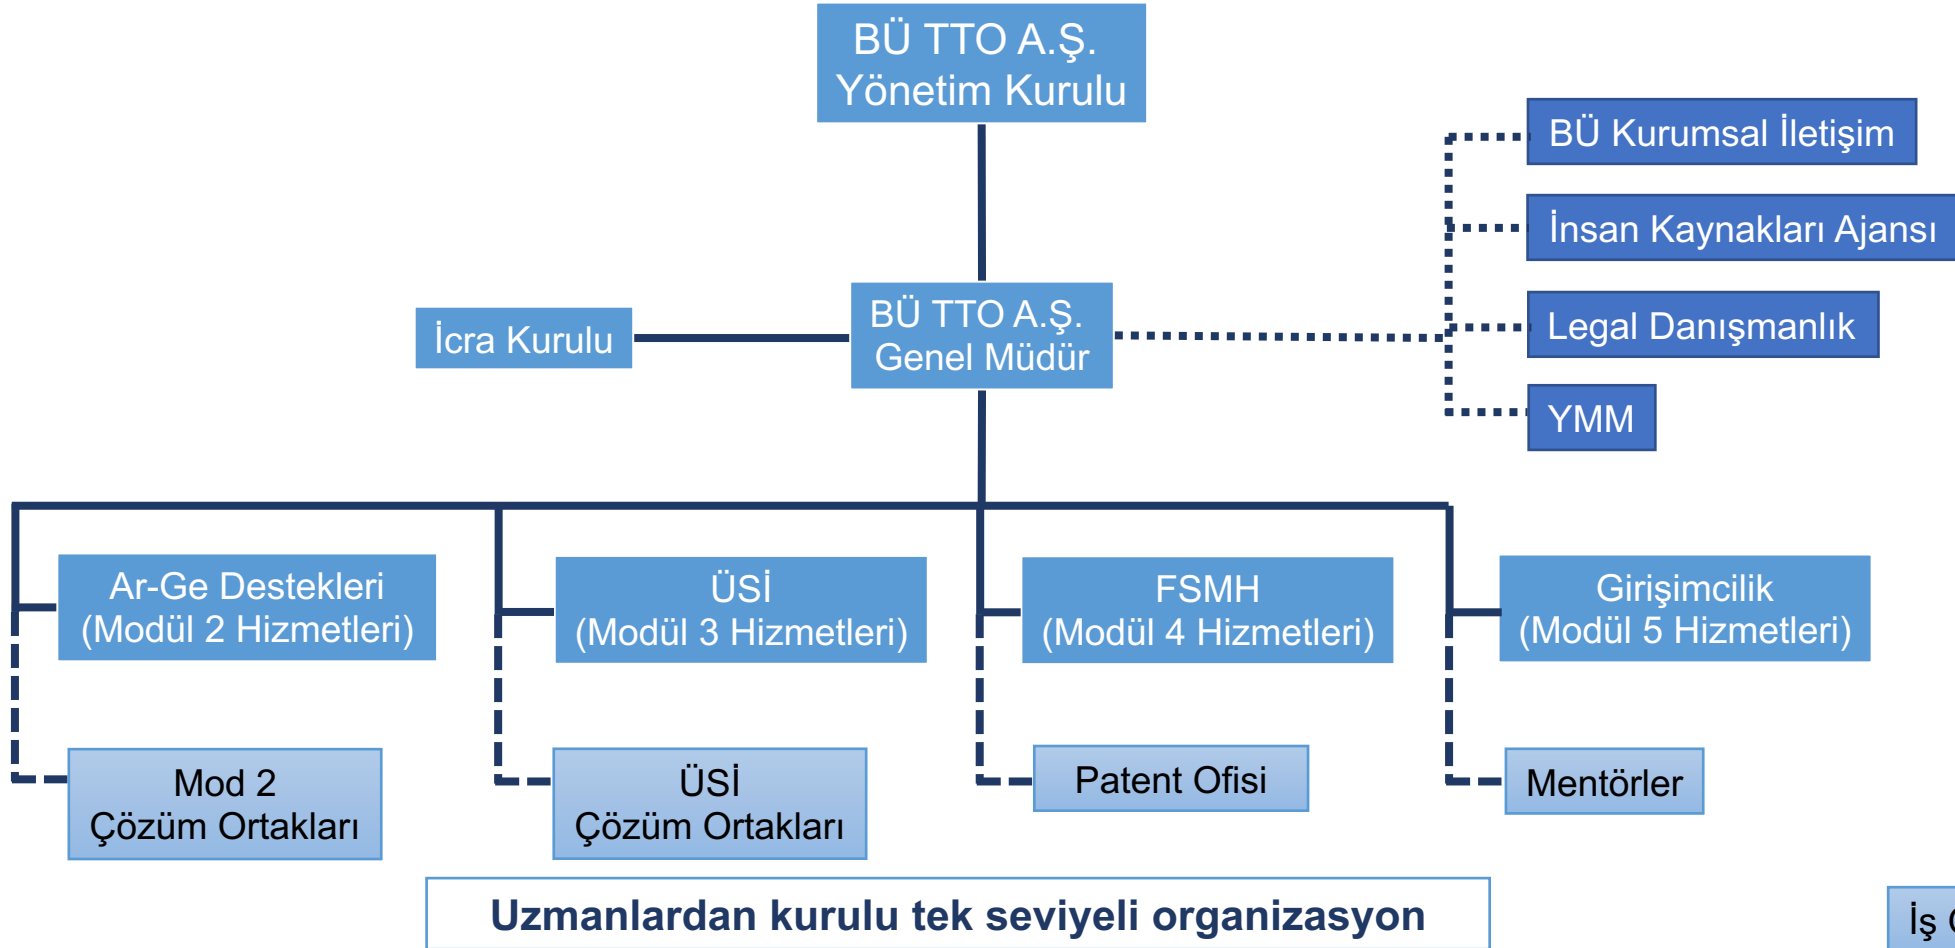 BÜ TTO A.Ş.
Yönetim Kurulu
BÜ Kurumsal İletişim
İnsan Kaynakları Ajansı
Legal Danışmanlık
YMM
İcra Kurulu
BÜ TTO A.Ş.
Genel Müdür
Ar-Ge Destekleri
(Modül 2 Hizmetleri)
ÜSİ
(Modül 3 Hizmetleri)
FSMH
(Modül 4 Hizmetleri)
Girişimcilik
(Modül 5 Hizmetleri)
Mod 2
Çözüm Ortakları
ÜSİ
Çözüm Ortakları
Patent Ofisi
Mentörler
Uzmanlardan kurulu tek seviyeli organizasyon
İş